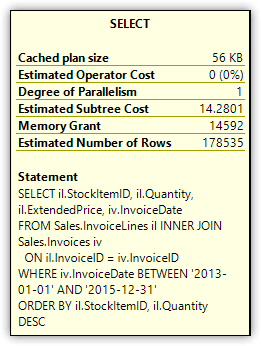 SELECT
Cached plan size 56 KB
Estimated Operator Cost 0 (0%)
Degree of Parallelism 1
Estimated Subtree Cost 14.2801
Memory Grant 14592
Estimated Number of Rows 178535
Statement
SELECT il.StockItemID, il.Quantity,
il.ExtendedPrice, iv.InvoiceDate
FROM Sales.InvoiceLines il INNER JOIN
Sales.Invoices iv
ON il.InvoiceID = iv.InvoiceID
WHERE iv.InvoiceDate BETWEEN '2013-
01-01' AND '2015-12-31'
ORDER BY il.StockItemID, il.Quantity
DESC